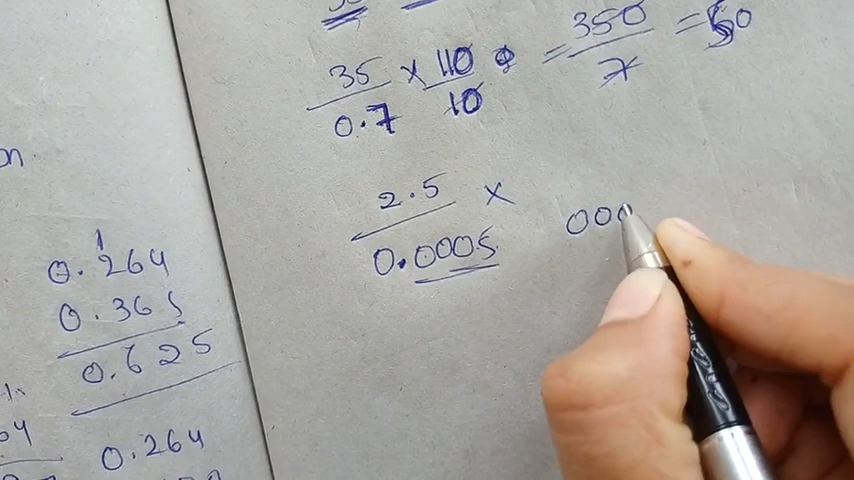 35/0.7 × 10/10 = 350/7 = 50
2.5/0.0005 × 000
0.264
0.365
0.625
0.264